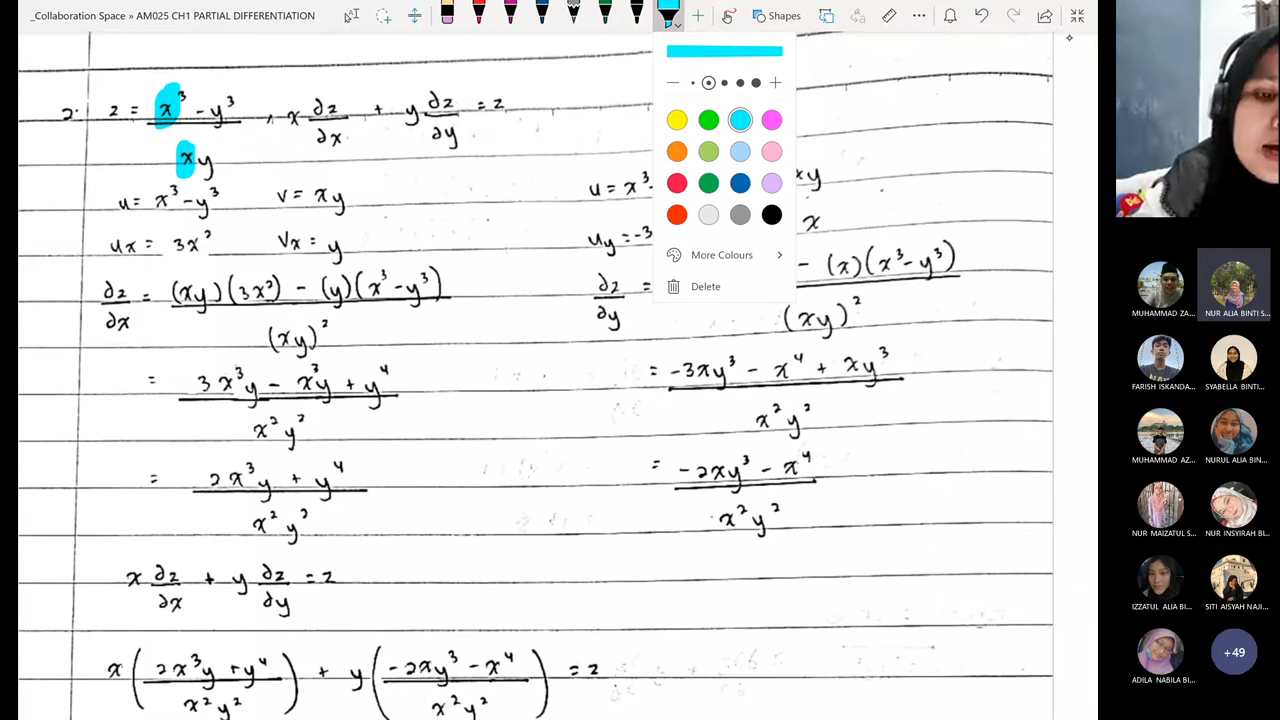 _Collaboration Space > AM025 CH1 PARTIAL DIFFERENTIATION
Shapes
More Colours
Delete
2. z = x³ - y³ / xy , x ∂z/∂x + y ∂z/∂y = z
u = x³ - y³ v = xy
ux = 3x² vx = y
∂z/∂x = (xy)(3x²) - (y)(x³ - y³) / (xy)²
= 3x³y - x³y + y⁴ / x²y²
= 2x³y + y⁴ / x²y²
x ∂z/∂x + y ∂z/∂y = z
x(2x³y + y⁴ / x²y²) + y(-2xy³ - x⁴ / x²y²) = z
u = x³- xy
uy = -3 x
∂z/∂y = - (x)(x³ - y³) / (xy)²
= -3xy³ - x⁴ + xy³ / x²y²
= -2xy³ - x⁴ / x²y²
MUHAMMAD ZA...
NUR ALIA BINTI S...
FARISH ISKANDA...
SYABELLA BINTI...
MUHAMMAD AZ...
NURUL ALIA BIN...
NUR MAIZATUL S...
NUR INSYIRAH BI...
IZZATUL ALIA BI...
SITI AISYAH NAJI...
ADILA NABILA BI...
+49